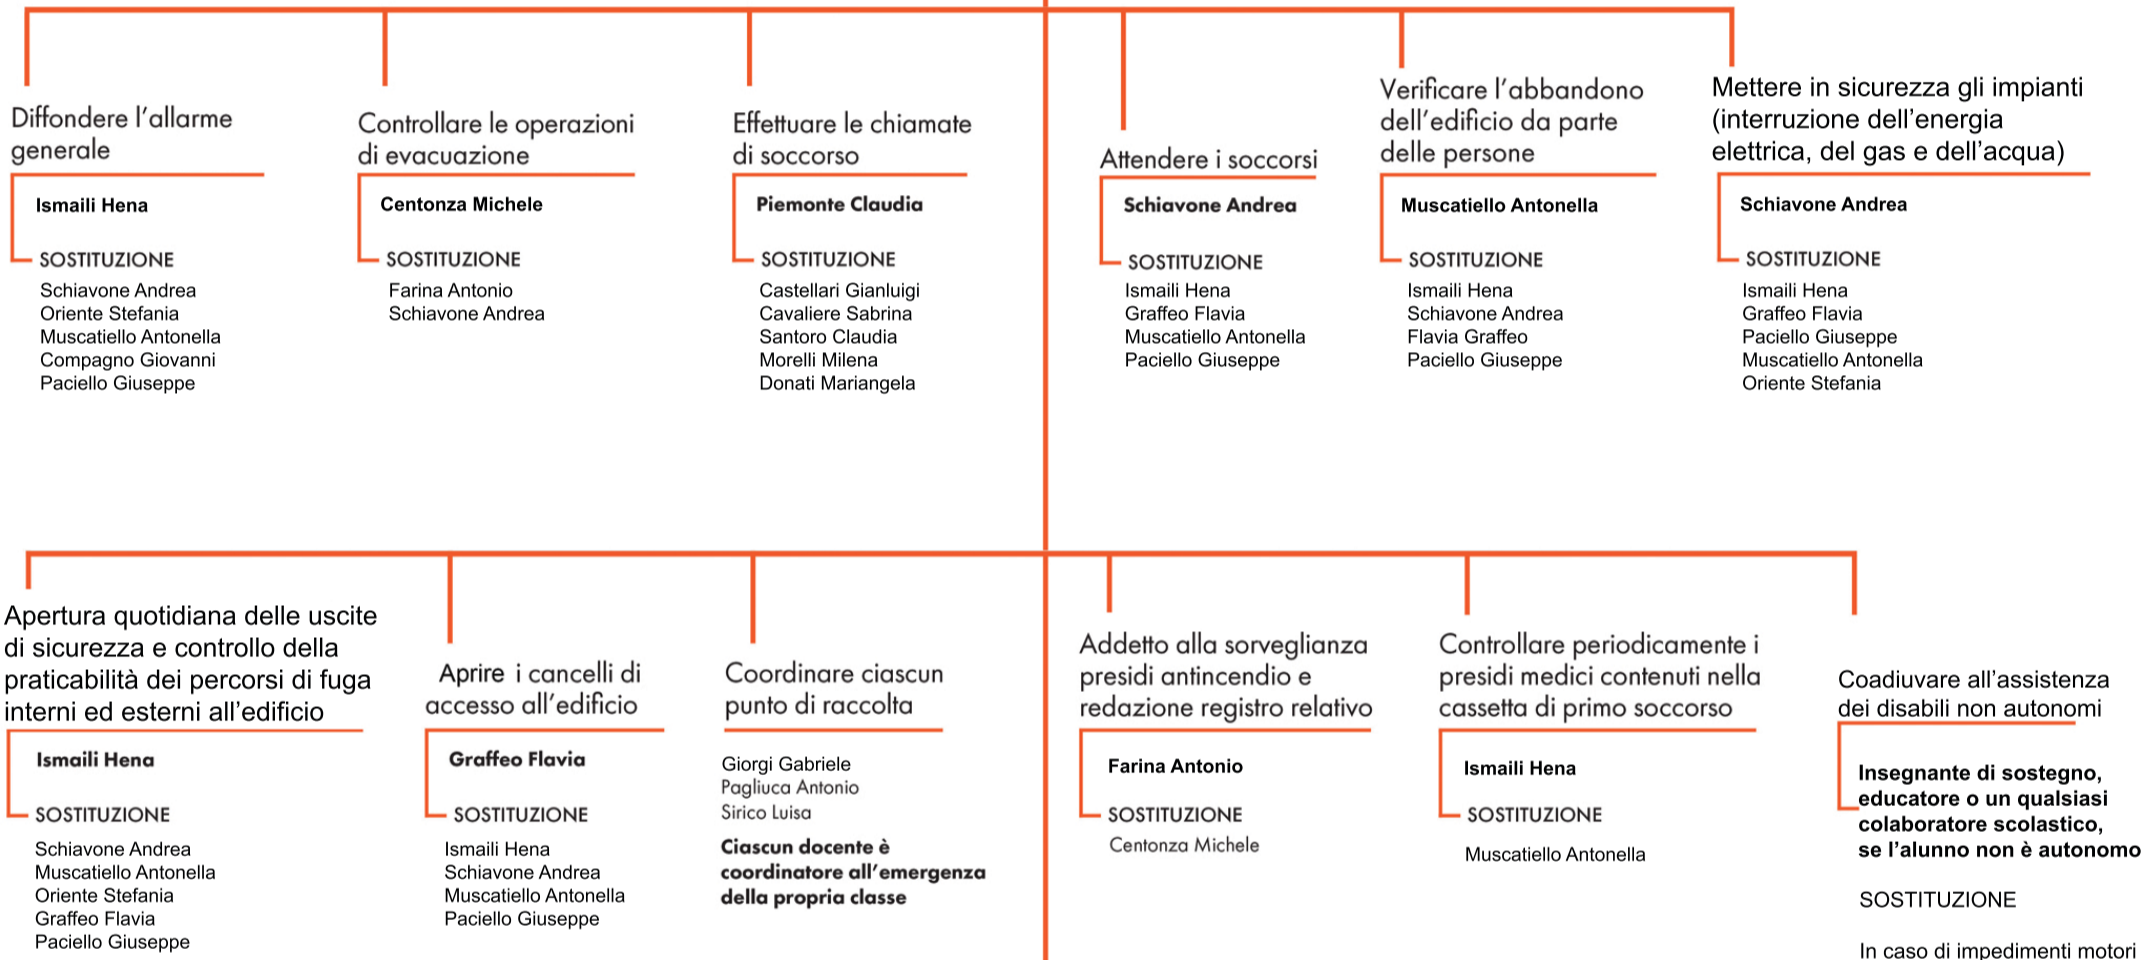 Diffondere l'allarme
generale
Ismaili Hena
SOSTITUZIONE
Schiavone Andrea
Oriente Stefania
Muscatiello Antonella
Compagno Giovanni
Paciello Giuseppe
Controllare le operazioni
di evacuazione
Centonza Michele
SOSTITUZIONE
Farina Antonio
Schiavone Andrea
Effettuare le chiamate
di soccorso
Piemonte Claudia
SOSTITUZIONE
Castellari Gianluigi
Cavaliere Sabrina
Santoro Claudia
Morelli Milena
Donati Mariangela
Attendere i soccorsi
Schiavone Andrea
SOSTITUZIONE
Ismaili Hena
Graffeo Flavia
Muscatiello Antonella
Paciello Giuseppe
Verificare l'abbandono
dell'edificio da parte
delle persone
Muscatiello Antonella
SOSTITUZIONE
Ismaili Hena
Schiavone Andrea
Flavia Graffeo
Paciello Giuseppe
Mettere in sicurezza gli impianti
(interruzione dell'energia
elettrica, del gas e dell'acqua)
Schiavone Andrea
SOSTITUZIONE
Ismaili Hena
Graffeo Flavia
Paciello Giuseppe
Muscatiello Antonella
Oriente Stefania
Apertura quotidiana delle uscite
di sicurezza e controllo della
praticabilità dei percorsi di fuga
interni ed esterni all'edificio
Ismaili Hena
SOSTITUZIONE
Schiavone Andrea
Muscatiello Antonella
Oriente Stefania
Graffeo Flavia
Paciello Giuseppe
Aprire i cancelli di
accesso all'edificio
Graffeo Flavia
SOSTITUZIONE
Ismaili Hena
Schiavone Andrea
Muscatiello Antonella
Paciello Giuseppe
Coordinare ciascun
punto di raccolta
Giorgi Gabriele
Pagliuca Antonio
Sirico Luisa
Ciascun docente è
coordinatore all'emergenza
della propria classe
Addetto alla sorveglianza
presidi antincendio e
redazione registro relativo
Farina Antonio
SOSTITUZIONE
Centonza Michele
Controllare periodicamente i
presidi medici contenuti nella
cassetta di primo soccorso
Ismaili Hena
SOSTITUZIONE
Muscatiello Antonella
Coadiuvare all'assistenza
dei disabili non autonomi
Insegnante di sostegno,
educatore o un qualsiasi
colaboratore scolastico,
se l'alunno non è autonomo
SOSTITUZIONE
In caso di impedimenti motori